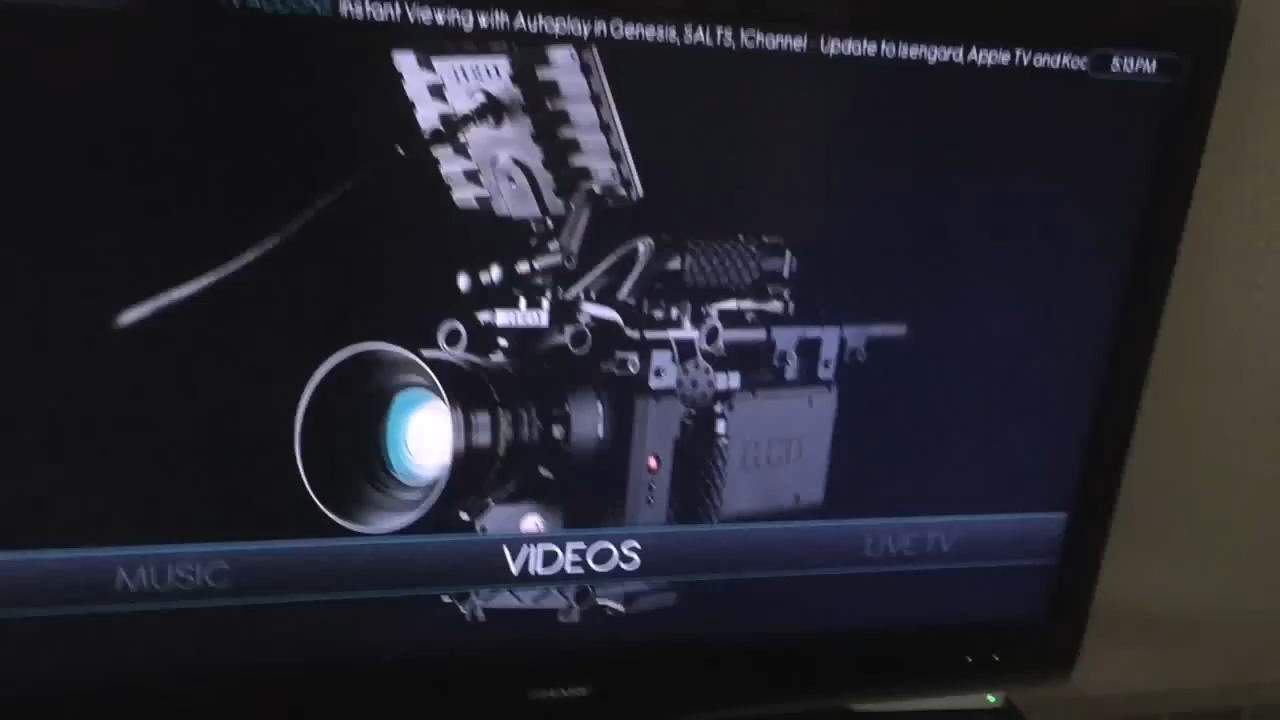 Instant Viewing with Autoplay in Genesis, SALTS, 1Channel Update to Isengard, Apple TV and Koc 5:13 PM
MUSIC VIDEOS LIVE TV